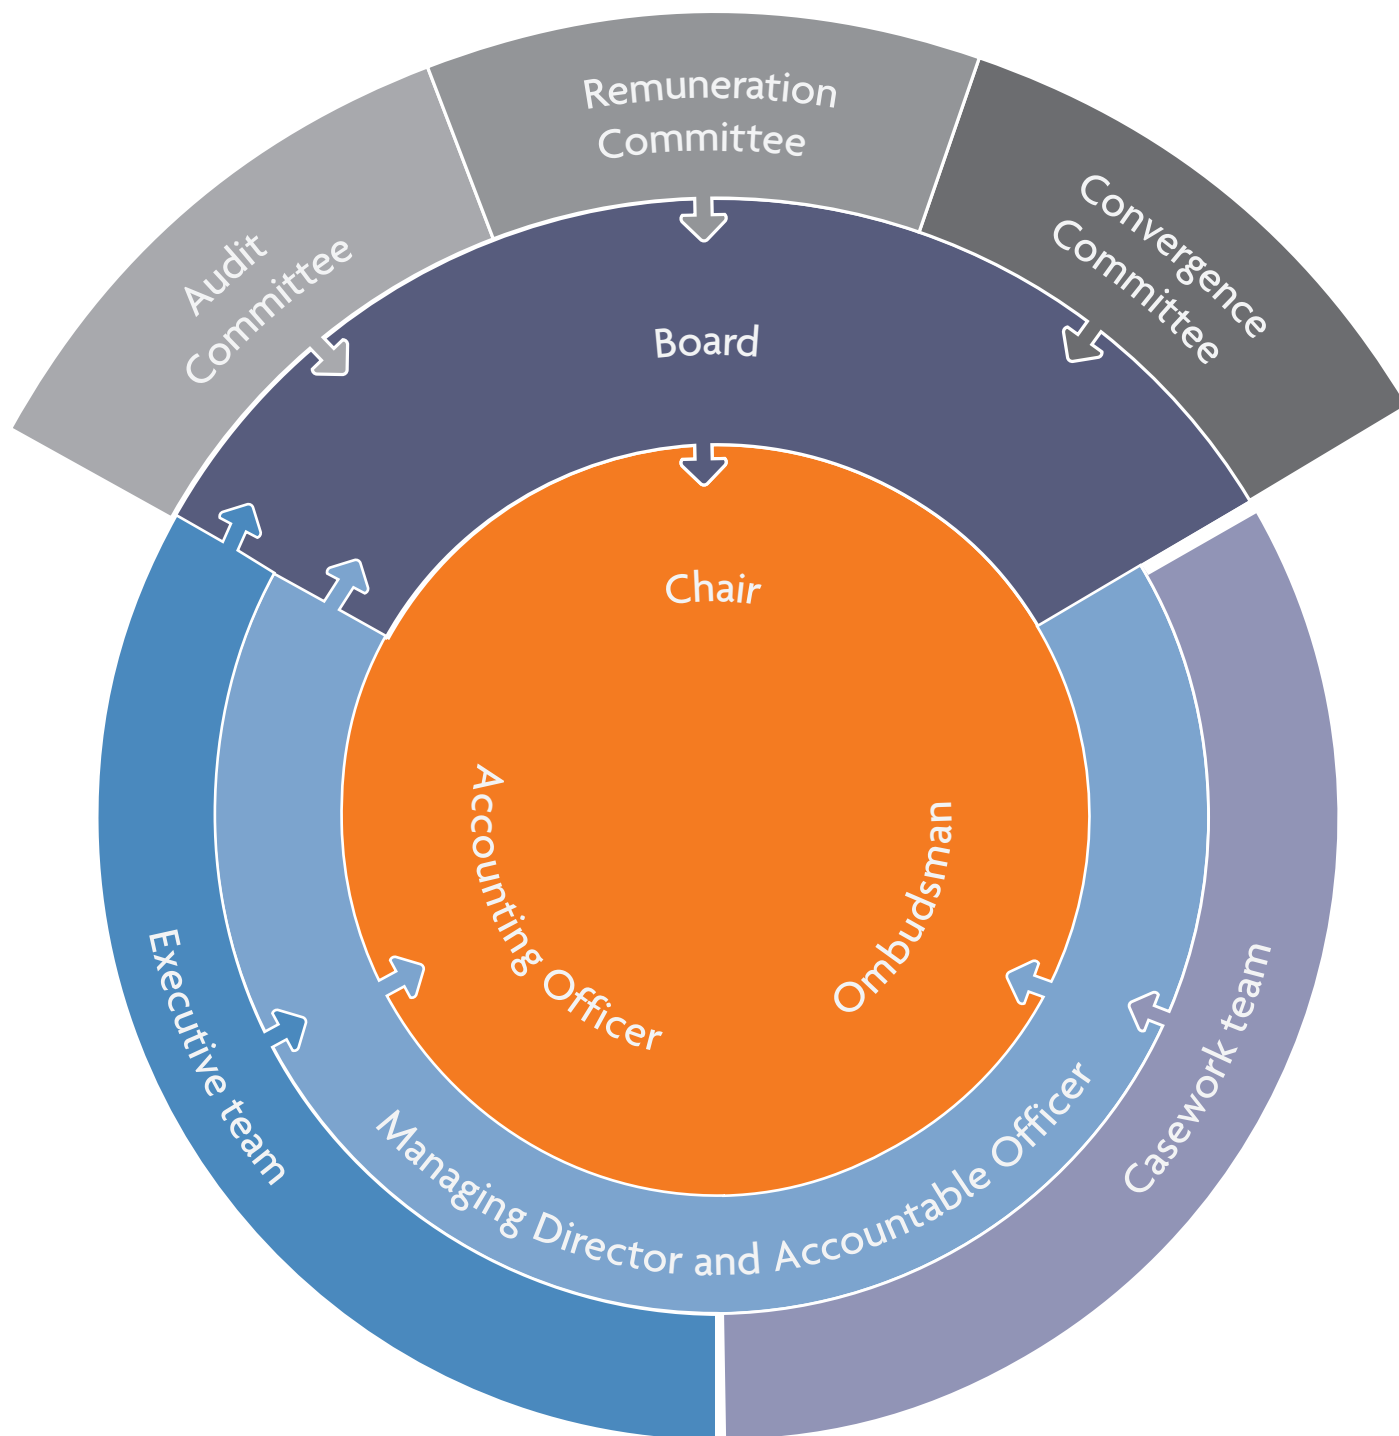 Remuneration
Committee
Audit
Committee
Convergence
Committee
Board
Chair
Accounting Officer
Ombudsman
Executive team
Managing Director and Accountable Officer
Casework team